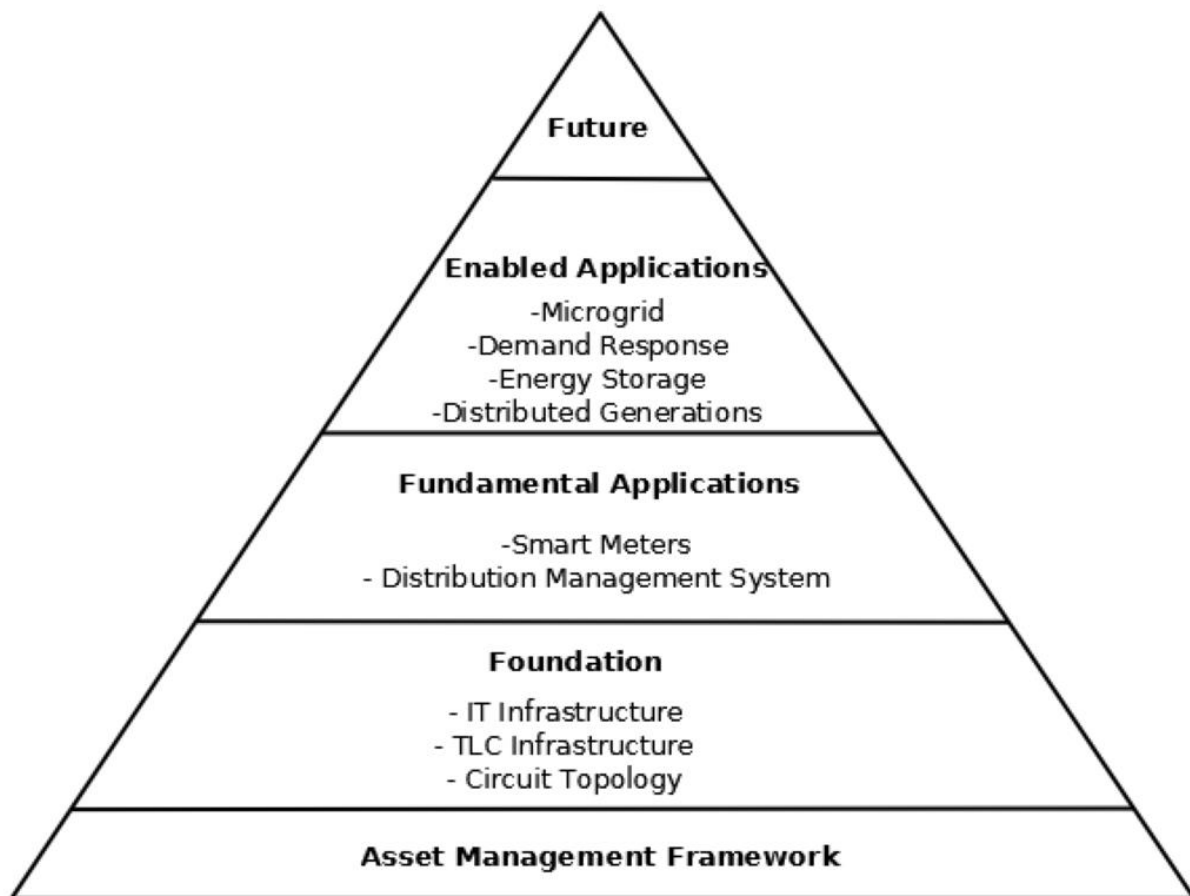 Future
Enabled Applications
-Microgrid
-Demand Response
-Energy Storage
-Distributed Generations
Fundamental Applications
-Smart Meters
- Distribution Management System
Foundation
- IT Infrastructure
- TLC Infrastructure
- Circuit Topology
Asset Management Framework